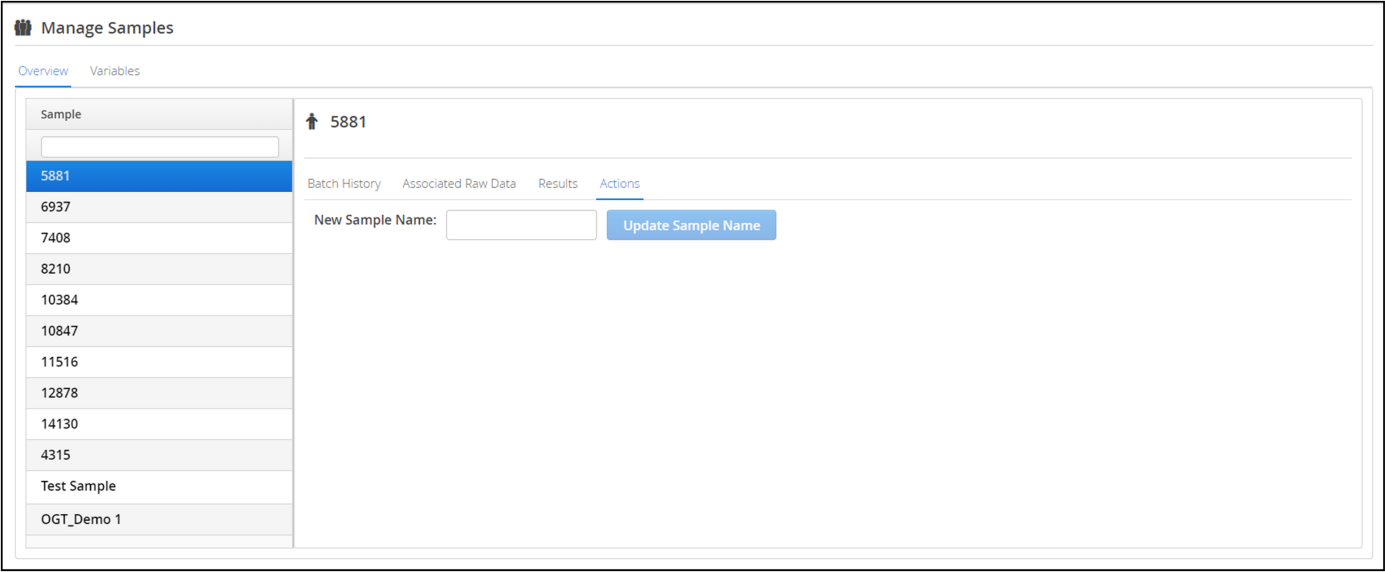 Manage Samples
Overview Variables
Sample
5881
6937
7408
8210
10384
10847
11516
12878
14130
4315
Test Sample
OGT_Demo 1
5881
Batch History Associated Raw Data Results Actions
New Sample Name: Update Sample Name